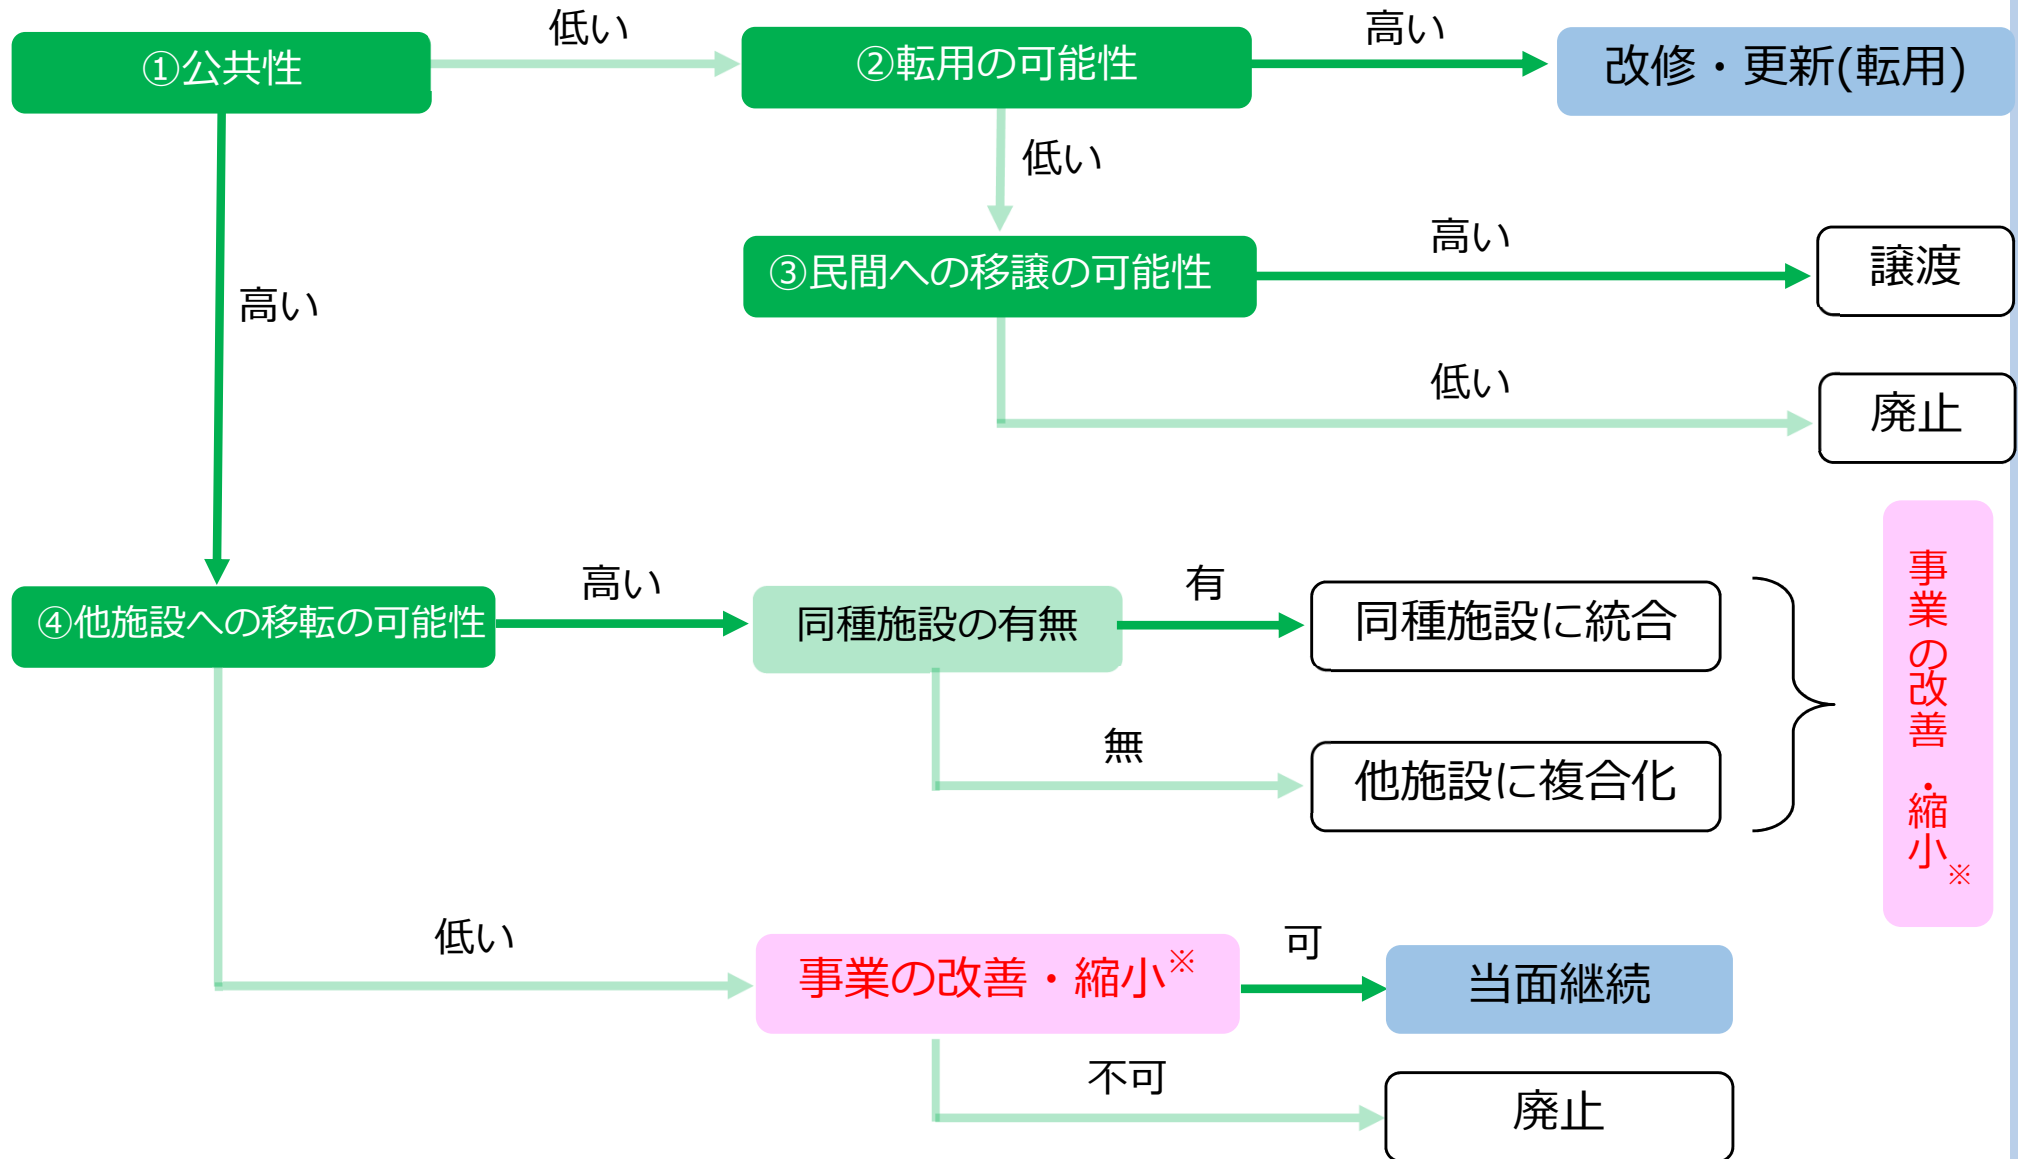 ①公共性
低い
②転用の可能性
高い
改修・更新(転用)
低い
③民間への移譲の可能性
高い
譲渡
低い
廃止
高い
④他施設への移転の可能性
高い
同種施設の有無
有
同種施設に統合
無
他施設に複合化
事業の改善・縮小※
低い
事業の改善・縮小※
可
当面継続
不可
廃止